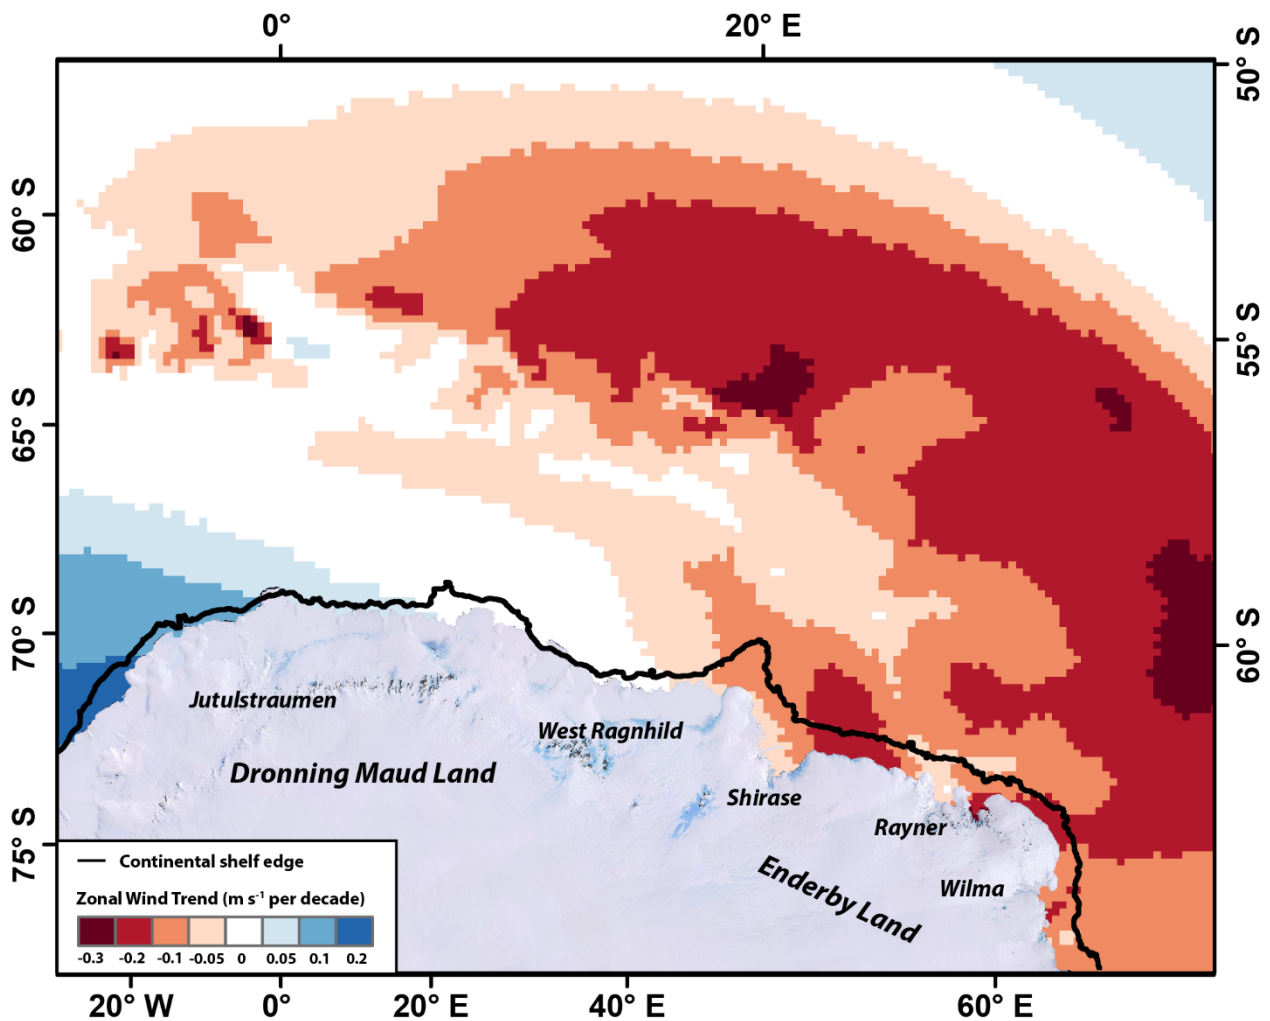 0°
20° E
50° S
60° S
55° S
65° S
70° S
60° S
Jutulstraumen
West Ragnhild
Dronning Maud Land
Shirase
Rayner
75° S
Enderby Land
Wilma
Continental shelf edge
Zonal Wind Trend (m s⁻¹ per decade)
-0.3 -0.2 -0.1 -0.05 0 0.05 0.1 0.2
20° W
0°
20° E
40° E
60° E